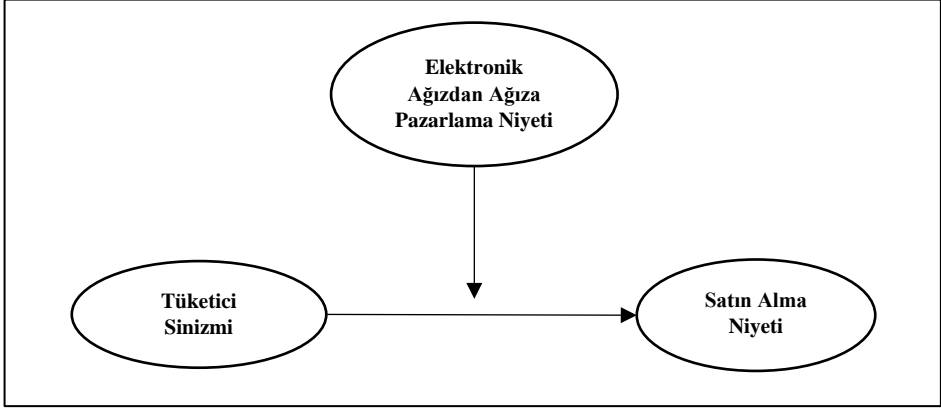 Elektronik
Ağızdan Ağıza
Pazarlama Niyeti
Tüketici
Sinizmi
Satın Alma
Niyeti